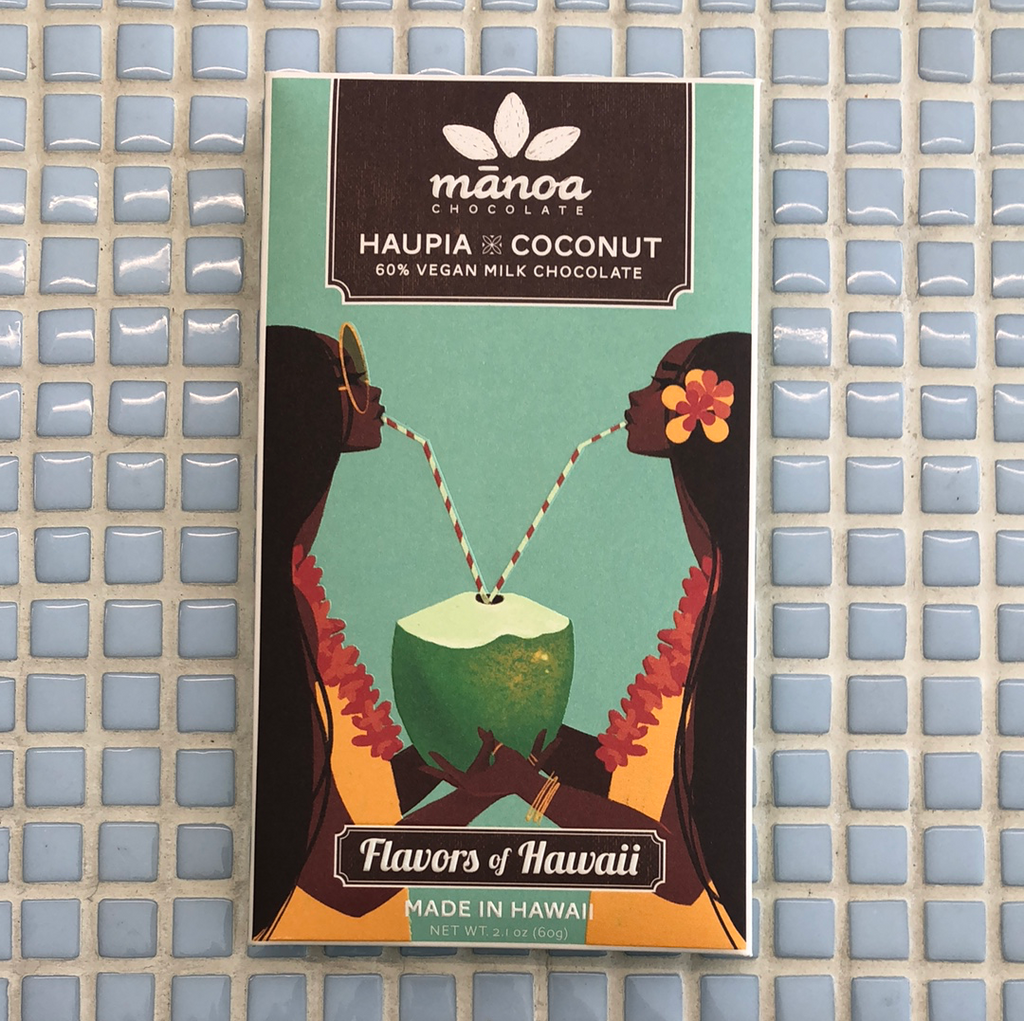 mānoa
CHOCOLATE
HAUPIA COCONUT
60% VEGAN MILK CHOCOLATE
Flavors of Hawaii
MADE IN HAWAII
NET WT. 2.1 oz (60g)